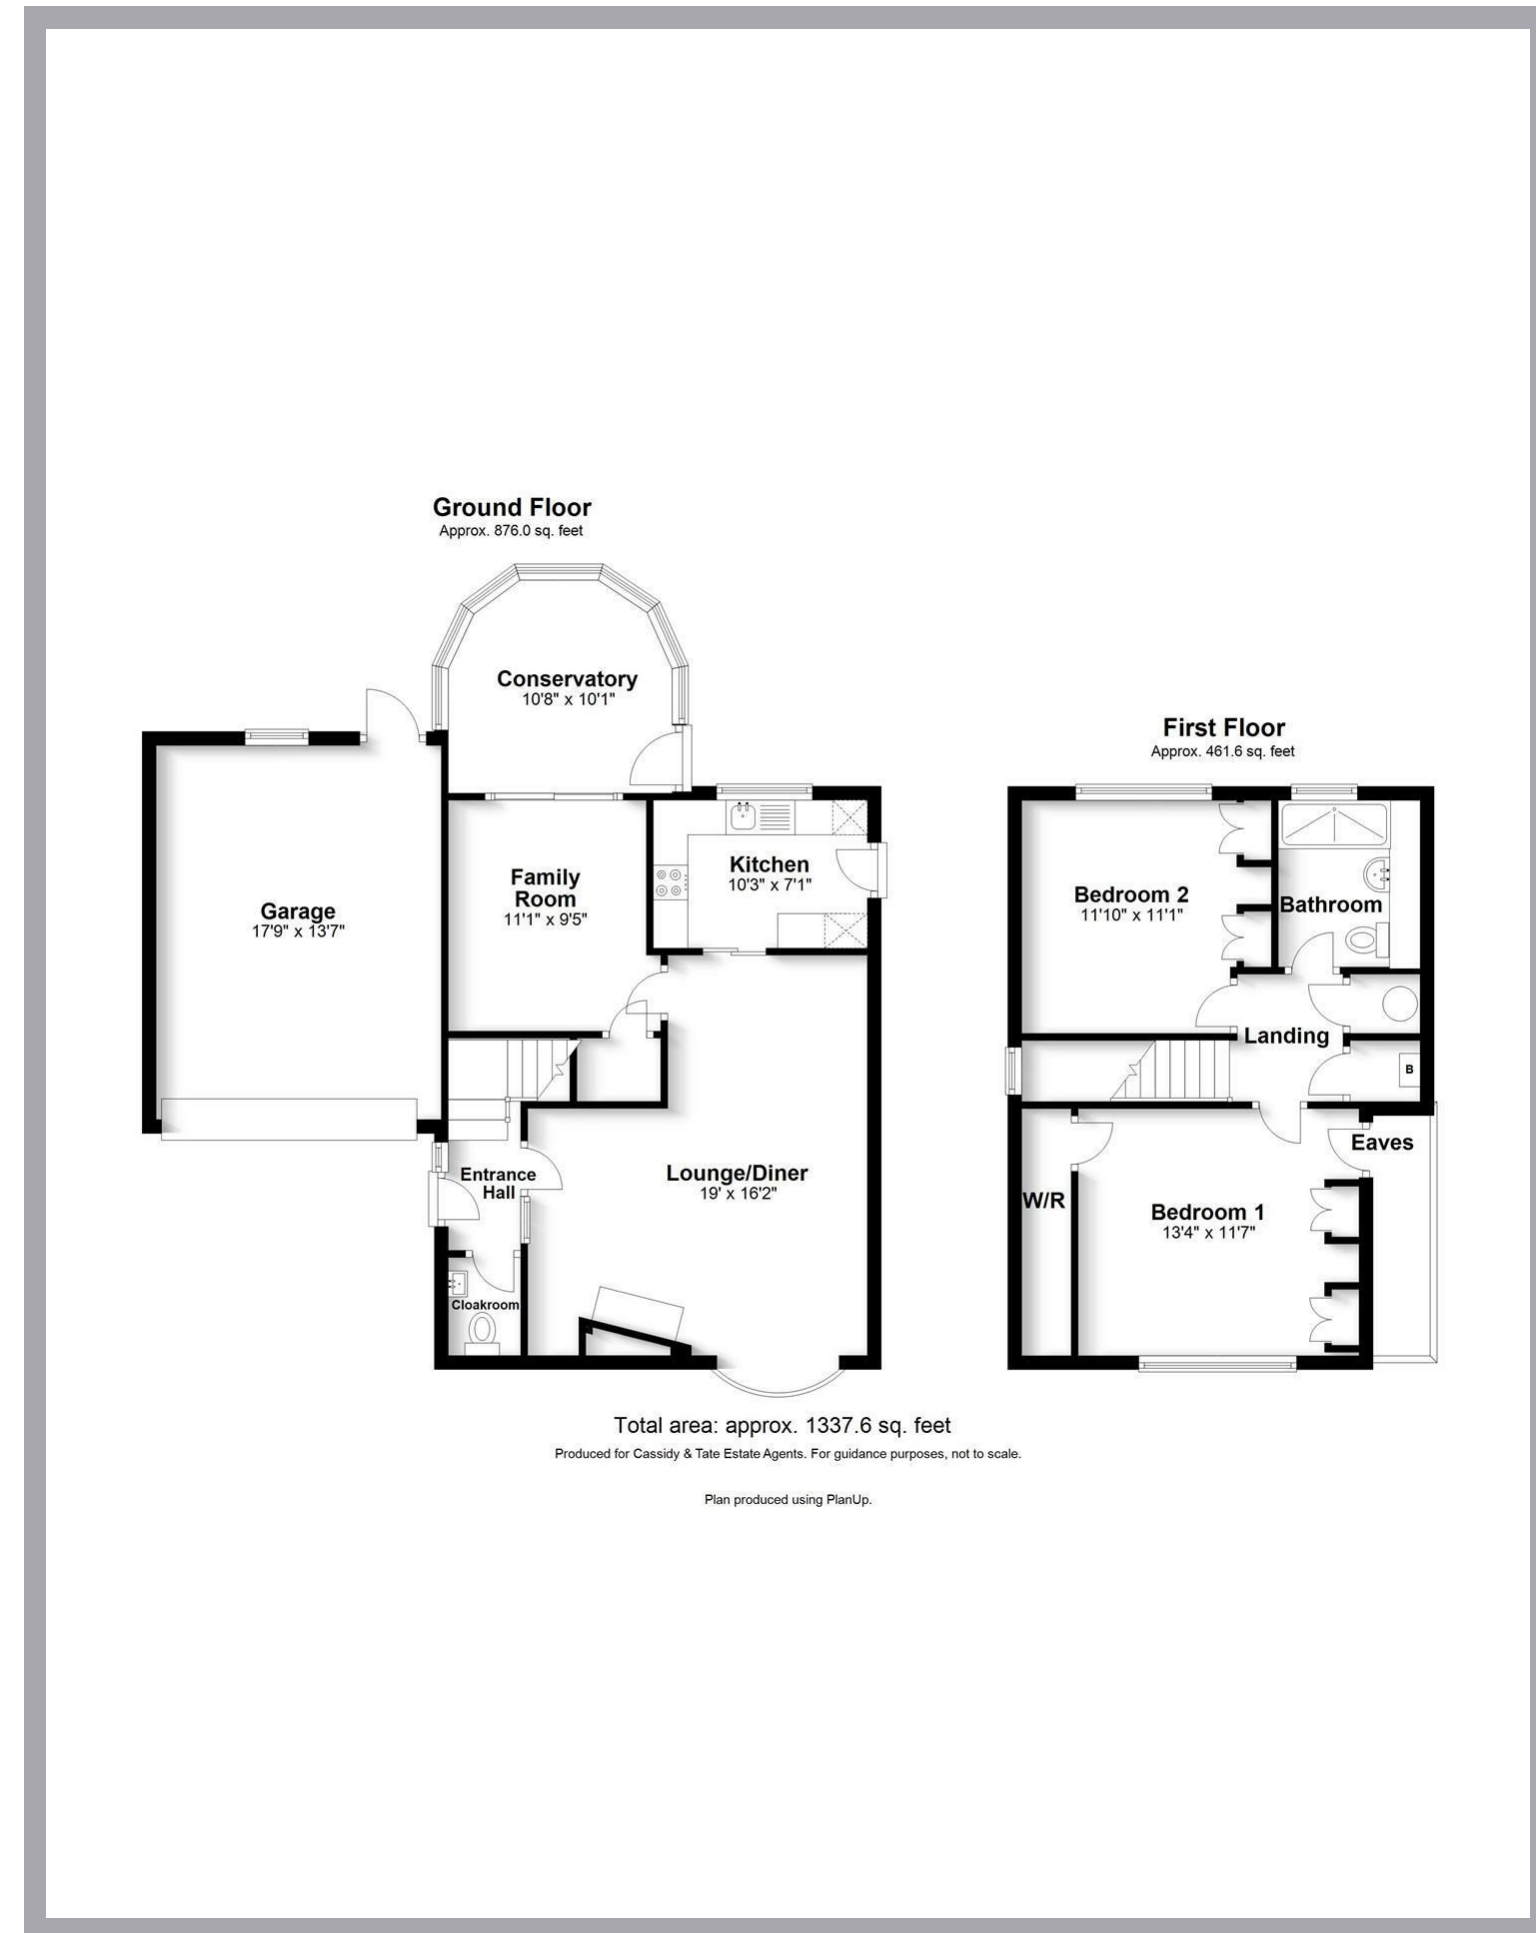 Ground Floor
Approx. 876.0 sq. feet
Conservatory
10'8" x 10'1"
Family
Room
11'1" x 9'5"
Kitchen
10'3" x 7'1"
Garage
17'9" x 13'7"
Entrance
Hall
Lounge/Diner
19' x 16'2"
Cloakroom
First Floor
Approx. 461.6 sq. feet
Bedroom 2
11'10" x 11'1"
Bathroom
Landing
B
Eaves
W/R
Bedroom 1
13'4" x 11'7"
Total area: approx. 1337.6 sq. feet
Produced for Cassidy & Tate Estate Agents. For guidance purposes, not to scale.
Plan produced using PlanUp.